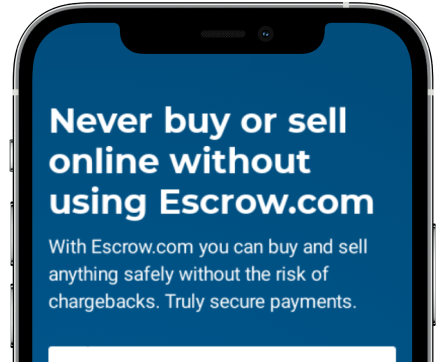 Never buy or sell
online without
using Escrow.com
With Escrow.com you can buy and sell
anything safely without the risk of
chargebacks. Truly secure payments.